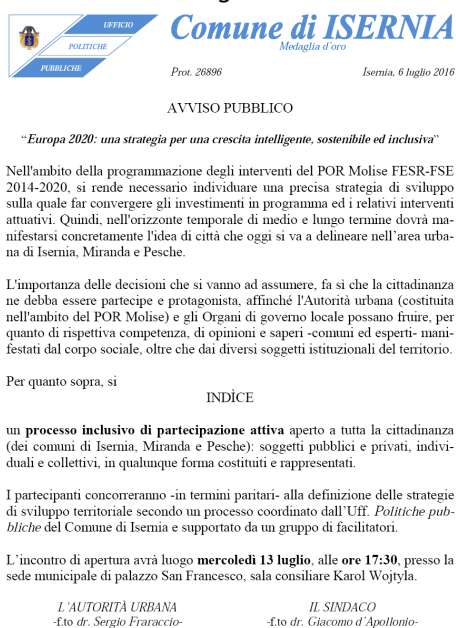 UFFICIO
POLITICHE
PUBBLICHE
Comune di ISERNIA
Medaglia d'oro
Prot. 26896
Isernia, 6 luglio 2016
AVVISO PUBBLICO
“Europa 2020: una strategia per una crescita intelligente, sostenibile ed inclusiva”
Nell'ambito della programmazione degli interventi del POR Molise FESR-FSE
2014-2020, si rende necessario individuare una precisa strategia di sviluppo
sulla quale far convergere gli investimenti in programma ed i relativi interventi
attuativi. Quindi, nell'orizzonte temporale di medio e lungo termine dovrà ma-
nifestarsi concretamente l'idea di città che oggi si va a delineare nell’area urba-
na di Isernia, Miranda e Pesche.
L'importanza delle decisioni che si vanno ad assumere, fa sì che la cittadinanza
ne debba essere partecipe e protagonista, affinché l'Autorità urbana (costituita
nell'ambito del POR Molise) e gli Organi di governo locale possano fruire, per
quanto di rispettiva competenza, di opinioni e saperi -comuni ed esperti- mani-
festati dal corpo sociale, oltre che dai diversi soggetti istituzionali del territorio.
Per quanto sopra, si
INDÌCE
un processo inclusivo di partecipazione attiva aperto a tutta la cittadinanza
(dei comuni di Isernia, Miranda e Pesche): soggetti pubblici e privati, indivi-
duali e collettivi, in qualunque forma costituiti e rappresentati.
I partecipanti concorreranno -in termini paritari- alla definizione delle strategie
di sviluppo territoriale secondo un processo coordinato dall’Uff. Politiche pub-
bliche del Comune di Isernia e supportato da un gruppo di facilitatori.
L’incontro di apertura avrà luogo mercoledì 13 luglio, alle ore 17:30, presso la
sede municipale di palazzo San Francesco, sala consiliare Karol Wojtyla.
L’AUTORITÀ URBANA
-f.to dr. Sergio Fraraccio-
IL SINDACO
-f.to dr. Giacomo d’Apollonio-